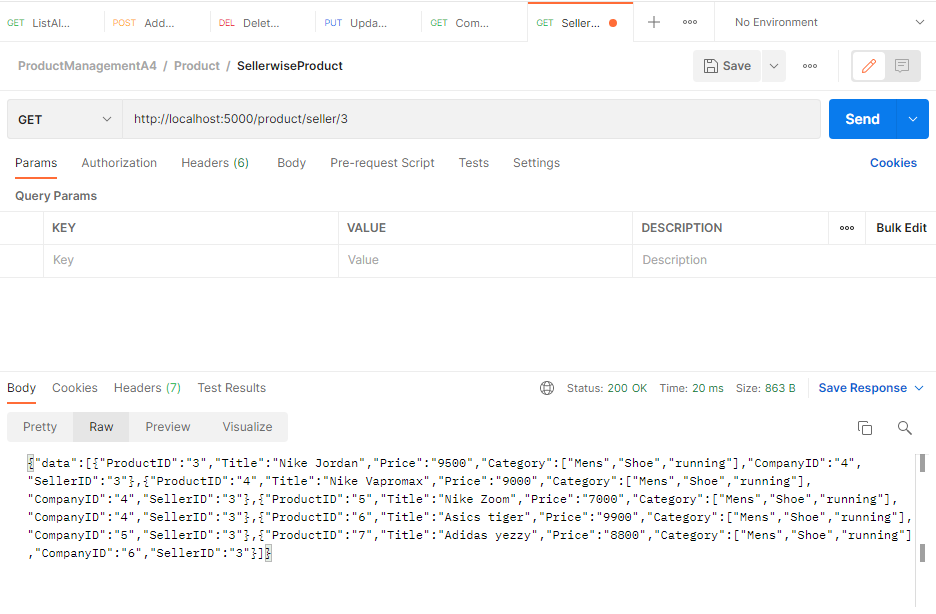 GET ListAl... POST Add... DEL Delet... PUT Upda... GET Com... GET Seller... No Environment
ProductManagementA4 / Product / SellerwiseProduct Save
GET http://localhost:5000/product/seller/3 Send
Params Authorization Headers (6) Body Pre-request Script Tests Settings Cookies
Query Params
KEY VALUE DESCRIPTION Bulk Edit
Key Value Description
Body Cookies Headers (7) Test Results Status: 200 OK Time: 20 ms Size: 863 B Save Response
Pretty Raw Preview Visualize
{"data":[{"ProductID":"3","Title":"Nike Jordan","Price":"9500","Category":["Mens","Shoe","running"],"CompanyID":"4",
"SellerID":"3"},{"ProductID":"4","Title":"Nike Vapromax","Price":"9000","Category":["Mens","Shoe","running"],
"CompanyID":"4","SellerID":"3"},{"ProductID":"5","Title":"Nike Zoom","Price":"7000","Category":["Mens","Shoe","running"],
"CompanyID":"4","SellerID":"3"},{"ProductID":"6","Title":"Asics tiger","Price":"9900","Category":["Mens","Shoe","running"],
"CompanyID":"5","SellerID":"3"},{"ProductID":"7","Title":"Adidas yezzy","Price":"8800","Category":["Mens","Shoe","running"]
,"CompanyID":"6","SellerID":"3"}]}